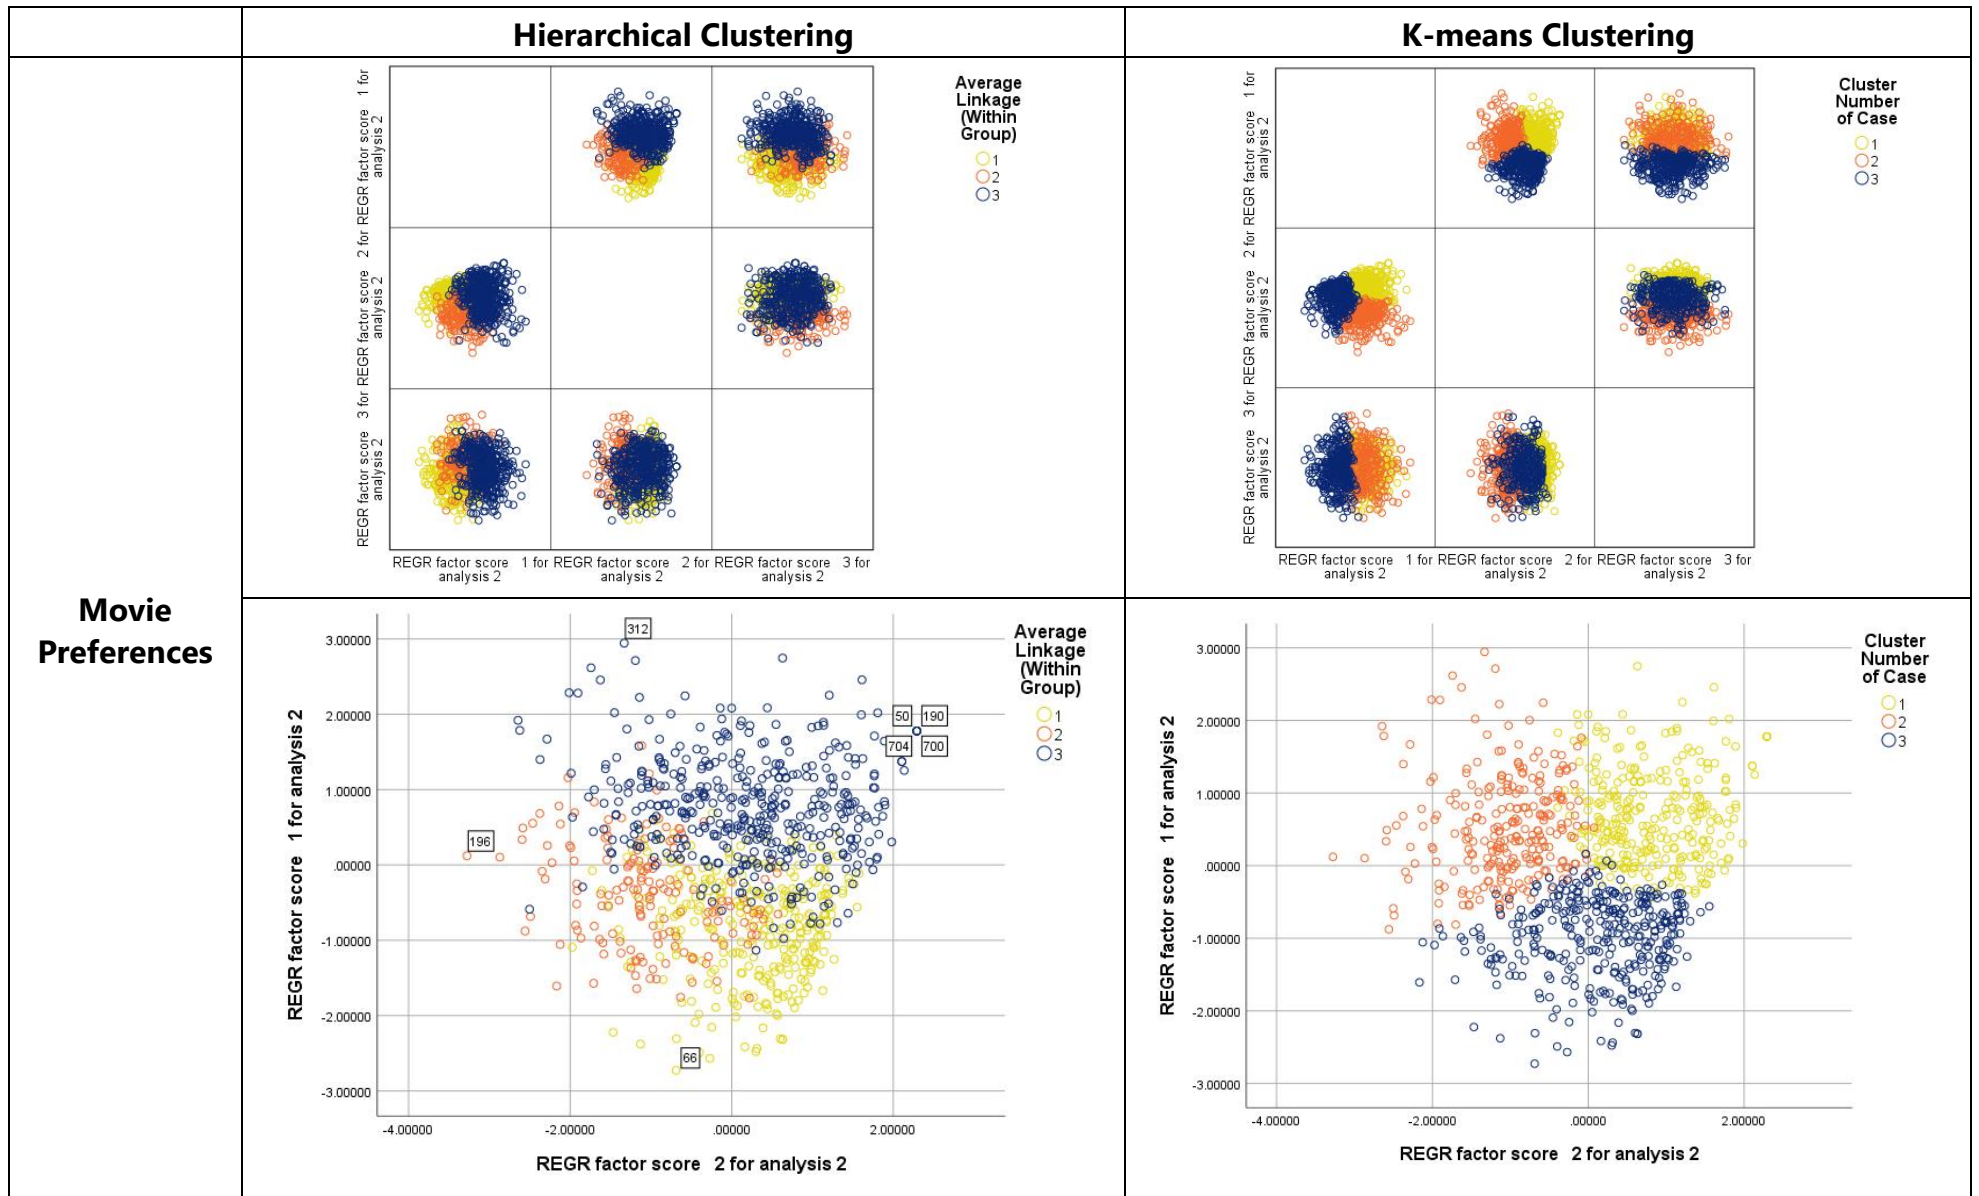 Hierarchical Clustering
K-means Clustering
Movie
Preferences
REGR factor score 1 for
analysis 2
REGR factor score 2 for
analysis 2
REGR factor score 3 for
analysis 2
REGR factor score 1 for
analysis 2
REGR factor score 2 for
analysis 2
REGR factor score 3 for
analysis 2
Average
Linkage
(Within
Group)
1
2
3
REGR factor score 1 for
analysis 2
REGR factor score 2 for
analysis 2
REGR factor score 3 for
analysis 2
REGR factor score 1 for
analysis 2
REGR factor score 2 for
analysis 2
REGR factor score 3 for
analysis 2
Cluster
Number
of Case
1
2
3
REGR factor score 1 for analysis 2
3.00000
2.00000
1.00000
.00000
-1.00000
-2.00000
-3.00000
312
50 190
704 700
196
66
-4.00000 -2.00000 .00000 2.00000
REGR factor score 2 for analysis 2
Average
Linkage
(Within
Group)
1
2
3
REGR factor score 1 for analysis 2
3.00000
2.00000
1.00000
.00000
-1.00000
-2.00000
-3.00000
-4.00000 -2.00000 .00000 2.00000
REGR factor score 2 for analysis 2
Cluster
Number
of Case
1
2
3